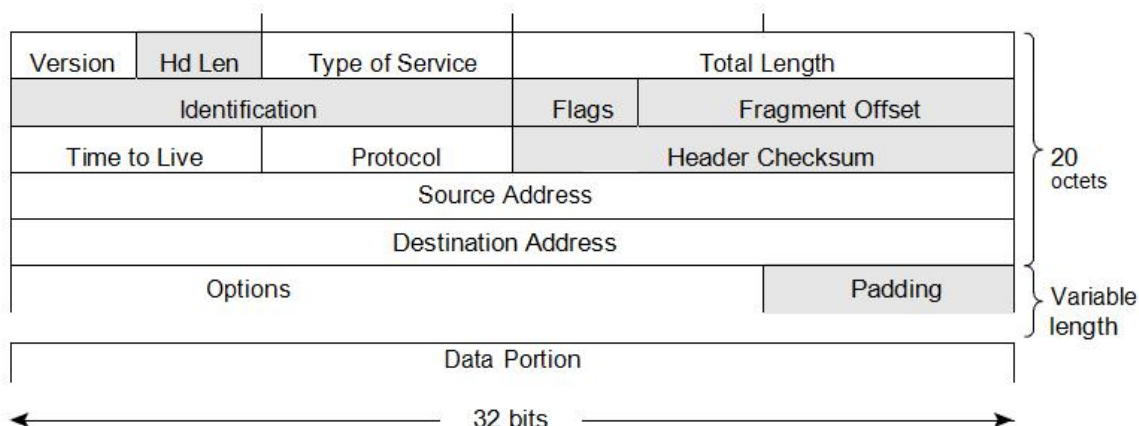 Version Hd Len Type of Service Total Length
Identification Flags Fragment Offset
Time to Live Protocol Header Checksum
20
octets
Source Address
Destination Address
Options Padding
Variable
length
Data Portion
32 bits